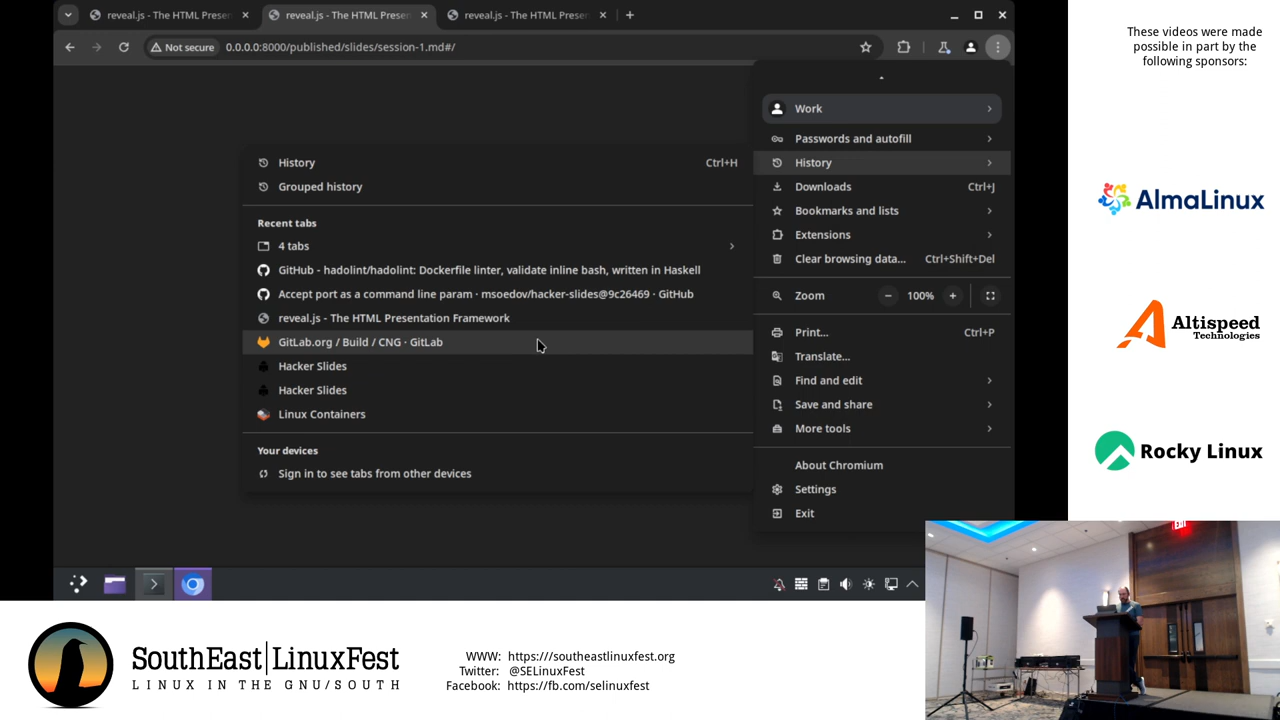 reveal.js - The HTML Presen
reveal.js - The HTML Presen
reveal.js - The HTML Presen
Not secure
0.0.0.0:8000/published/slides/session-1.md#/
Work
Passwords and autofill
History
Downloads Ctrl+J
Bookmarks and lists
Extensions
Clear browsing data... Ctrl+Shift+Del
Zoom 100%
Print... Ctrl+P
Translate...
Find and edit
Save and share
More tools
About Chromium
Settings
Exit
History Ctrl+H
Grouped history
Recent tabs
4 tabs
GitHub - hadolint/hadolint: Dockerfile linter, validate inline bash, written in Haskell
Accept port as a command line param · msoedov/hacker-slides@9c26469 · GitHub
reveal.js - The HTML Presentation Framework
GitLab.org / Build / CNG · GitLab
Hacker Slides
Hacker Slides
Linux Containers
Your devices
Sign in to see tabs from other devices
These videos were made
possible in part by the
following sponsors:
AlmaLinux
Altispeed
Technologies
Rocky Linux
EXIT
SouthEast LinuxFest
LINUX IN THE GNU/SOUTH
WWW: https:///southeastlinuxfest.org
Twitter: @SELinuxFest
Facebook: https://fb.com/selinuxfest